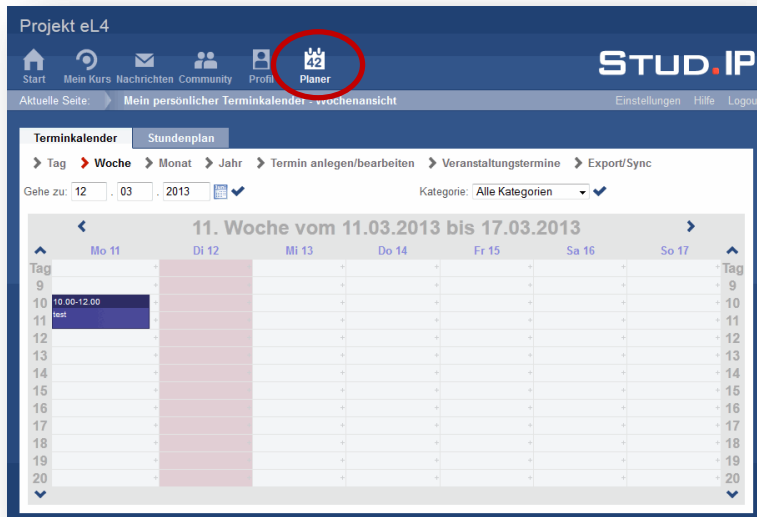 Projekt eL4
42
Start Mein Kurs Nachrichten Community Profil Planer
STUD.IP
Aktuelle Seite: Mein persönlicher Terminkalender - Wochenansicht Einstellungen Hilfe Logou
Terminkalender Stundenplan
Tag Woche Monat Jahr Termin anlegen/bearbeiten Veranstaltungstermine Export/Sync
Gehe zu: 12 . 03 . 2013 Kategorie: Alle Kategorien
11. Woche vom 11.03.2013 bis 17.03.2013
Mo 11 Di 12 Mi 13 Do 14 Fr 15 Sa 16 So 17
Tag + + + + + + + Tag
9 + + + + + + + 9
10 10.00-12.00 + + + + + + + 10
11 test + + + + + + + 11
12 + + + + + + + 12
13 + + + + + + + 13
14 + + + + + + + 14
15 + + + + + + + 15
16 + + + + + + + 16
17 + + + + + + + 17
18 + + + + + + + 18
19 + + + + + + + 19
20 + + + + + + + 20